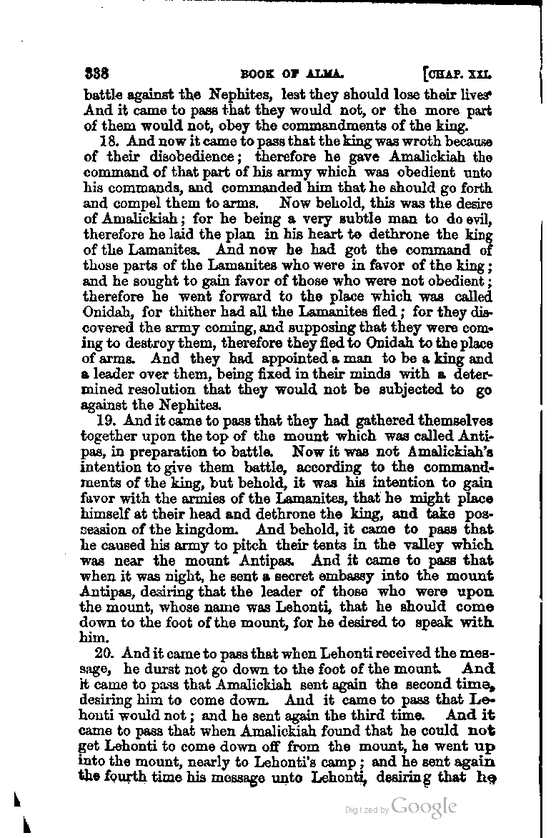 338 BOOK OF ALMA. [CHAP. XXI.
battle against the Nephites, lest they should lose their lives
And it came to pass that they would not, or the more part
of them would not, obey the commandments of the king.
18. And now it came to pass that the king was wroth because
of their disobedience; therefore he gave Amalickiah the
command of that part of his army which was obedient unto
his commands, and commanded him that he should go forth
and compel them to arms. Now behold, this was the desire
of Amalickiah; for he being a very subtle man to do evil,
therefore he laid the plan in his heart to dethrone the king
of the Lamanites. And now he had got the command of
those parts of the Lamanites who were in favor of the king;
and he sought to gain favor of those who were not obedient;
therefore he went forward to the place which was called
Onidah, for thither had all the Lamanites fled; for they dis-
covered the army coming, and supposing that they were com-
ing to destroy them, therefore they fled to Onidah to the place
of arms. And they had appointed a man to be a king and
a leader over them, being fixed in their minds with a deter-
mined resolution that they would not be subjected to go
against the Nephites.
19. And it came to pass that they had gathered themselves
together upon the top of the mount which was called Anti-
pas, in preparation to battle. Now it was not Amalickiah's
intention to give them battle, according to the command-
ments of the king, but behold, it was his intention to gain
favor with the armies of the Lamanites, that he might place
himself at their head and dethrone the king, and take pos-
session of the kingdom. And behold, it came to pass that
he caused his army to pitch their tents in the valley which
was near the mount Antipas. And it came to pass that
when it was night, he sent a secret embassy into the mount
Antipas, desiring that the leader of those who were upon
the mount, whose name was Lehonti, that he should come
down to the foot of the mount, for he desired to speak with
him.
20. And it came to pass that when Lehonti received the mes-
sage, he durst not go down to the foot of the mount. And
it came to pass that Amalickiah sent again the second time,
desiring him to come down. And it came to pass that Le-
honti would not; and he sent again the third time. And it
came to pass that when Amalickiah found that he could not
get Lehonti to come down off from the mount, he went up
into the mount, nearly to Lehonti's camp; and he sent again
the fourth time his message unto Lehonti, desiring that he
Digitized by Google